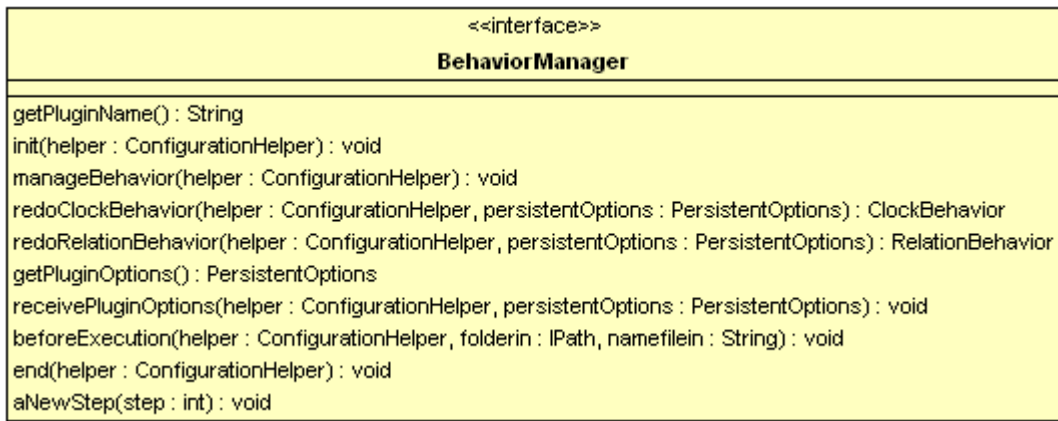 <<interface>>
BehaviorManager
getPluginName() : String
init(helper : ConfigurationHelper) : void
manageBehavior(helper : ConfigurationHelper) : void
redoClockBehavior(helper : ConfigurationHelper, persistentOptions : PersistentOptions) : ClockBehavior
redoRelationBehavior(helper : ConfigurationHelper, persistentOptions : PersistentOptions) : RelationBehavior
getPluginOptions() : PersistentOptions
receivePluginOptions(helper : ConfigurationHelper, persistentOptions : PersistentOptions) : void
beforeExecution(helper : ConfigurationHelper, folderin : IPath, namefilein : String) : void
end(helper : ConfigurationHelper) : void
aNewStep(step : int) : void